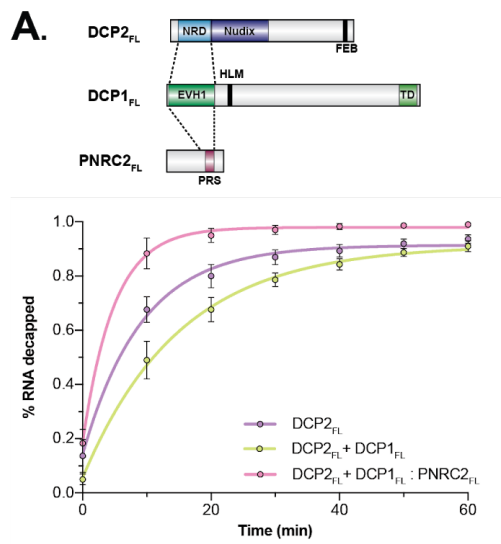 A.
DCP2FL
NRD
Nudix
FEB
DCP1FL
HLM
EVH1
TD
PNRC2FL
PRS
1.0
0.8
0.6
0.4
0.2
0
% RNA decapped
DCP2FL
DCP2FL + DCP1FL
DCP2FL + DCP1FL : PNRC2FL
0
20
40
60
Time (min)